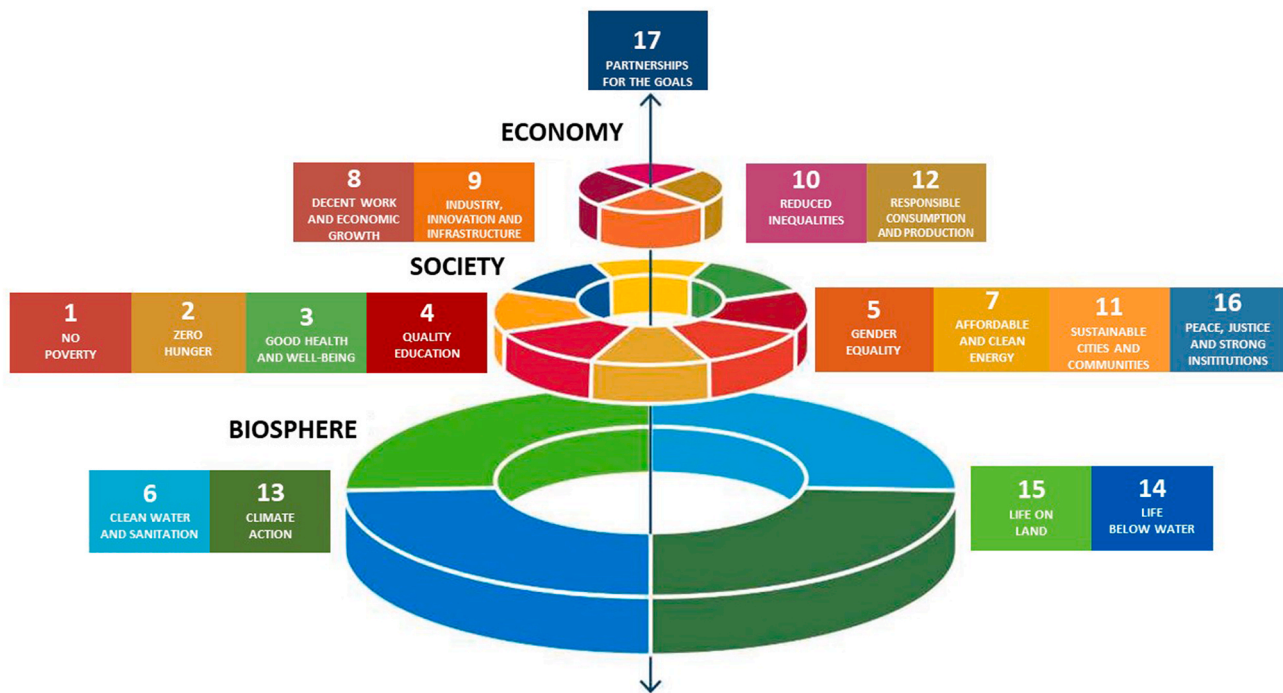 17
PARTNERSHIPS
FOR THE GOALS
ECONOMY
8
DECENT WORK
AND ECONOMIC
GROWTH
9
INDUSTRY,
INNOVATION AND
INFRASTRUCTURE
10
REDUCED
INEQUALITIES
12
RESPONSIBLE
CONSUMPTION
AND PRODUCTION
SOCIETY
1
NO
POVERTY
2
ZERO
HUNGER
3
GOOD HEALTH
AND WELL-BEING
4
QUALITY
EDUCATION
5
GENDER
EQUALITY
7
AFFORDABLE
AND CLEAN
ENERGY
11
SUSTAINABLE
CITIES AND
COMMUNITIES
16
PEACE, JUSTICE
AND STRONG
INSITITUTIONS
BIOSPHERE
6
CLEAN WATER
AND SANITATION
13
CLIMATE
ACTION
15
LIFE ON
LAND
14
LIFE
BELOW WATER